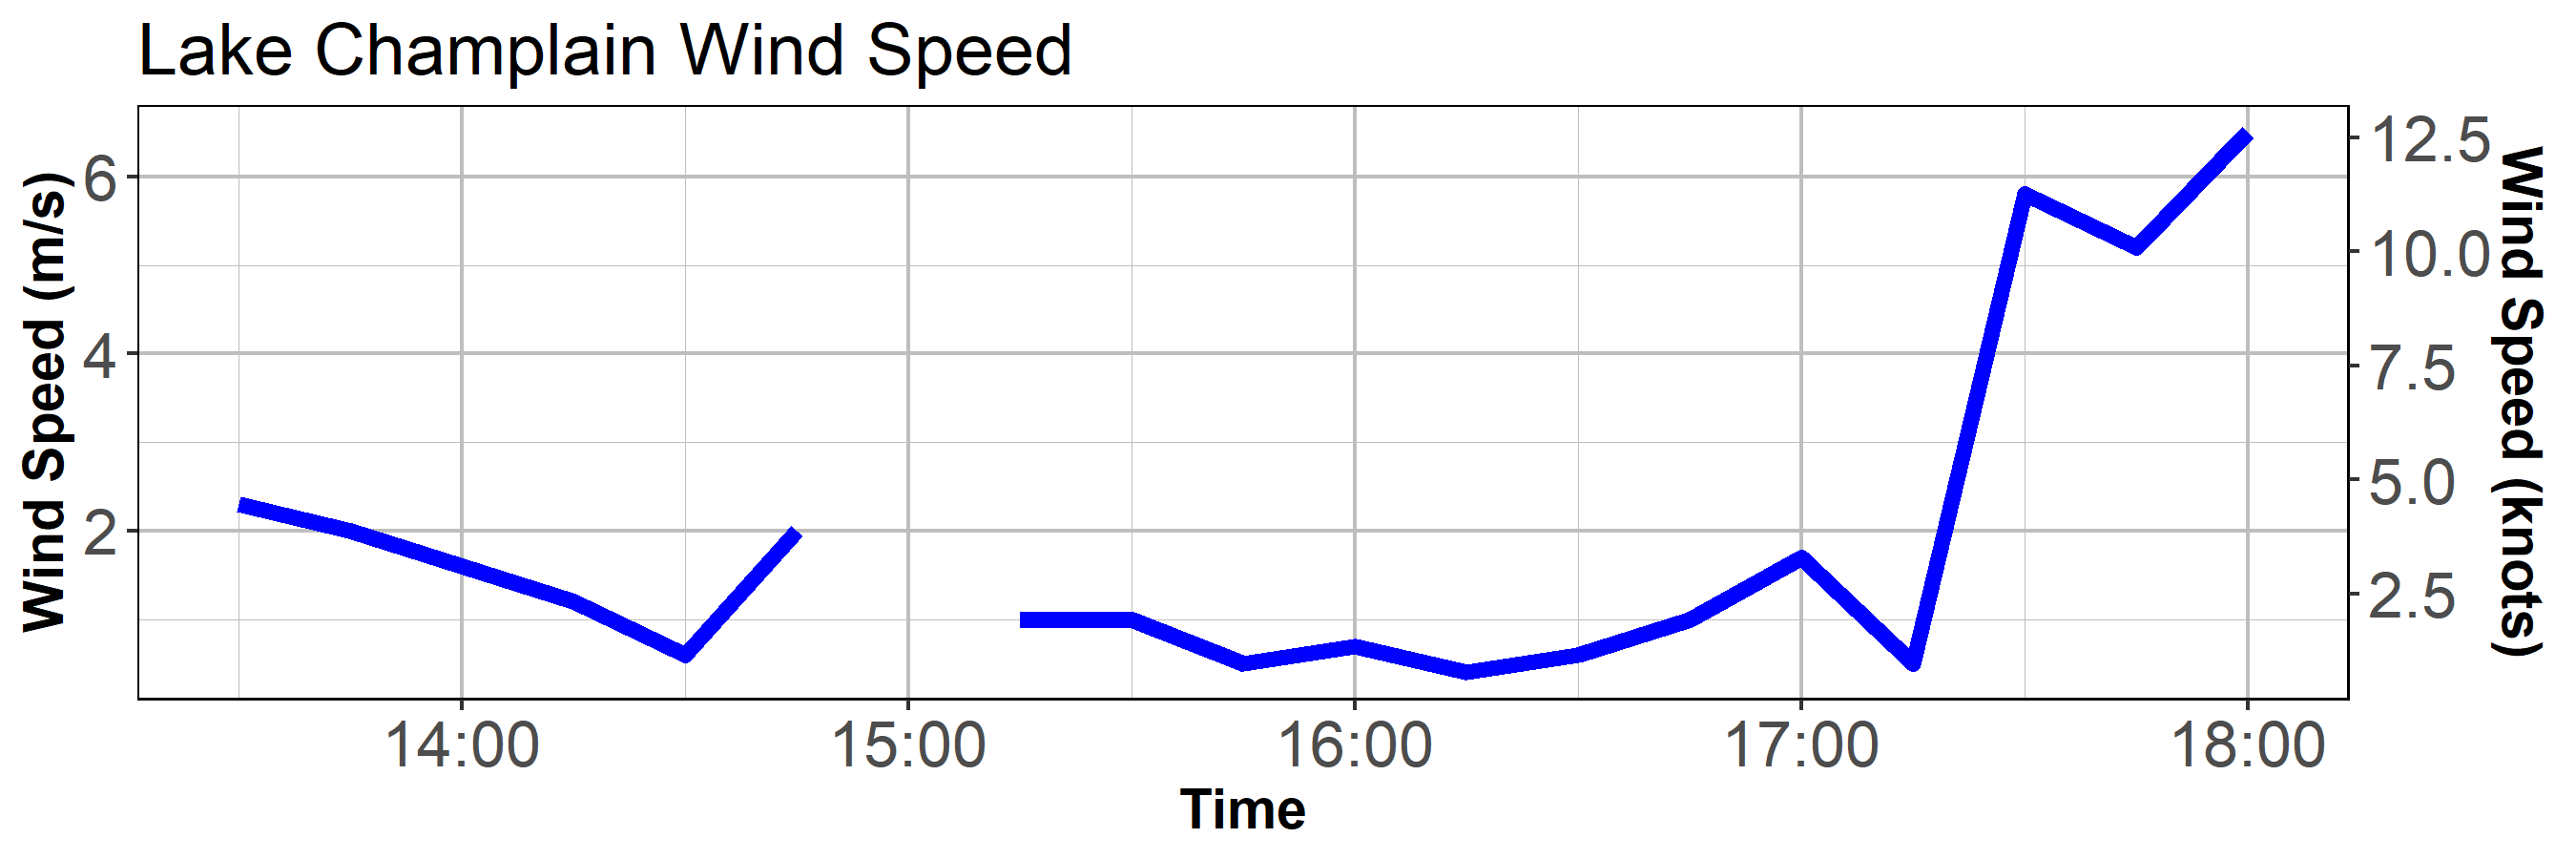 Lake Champlain Wind Speed
Wind Speed (m/s)
6
4
2
12.5
10.0
7.5
5.0
2.5
Wind Speed (knots)
14:00 15:00 16:00 17:00 18:00
Time